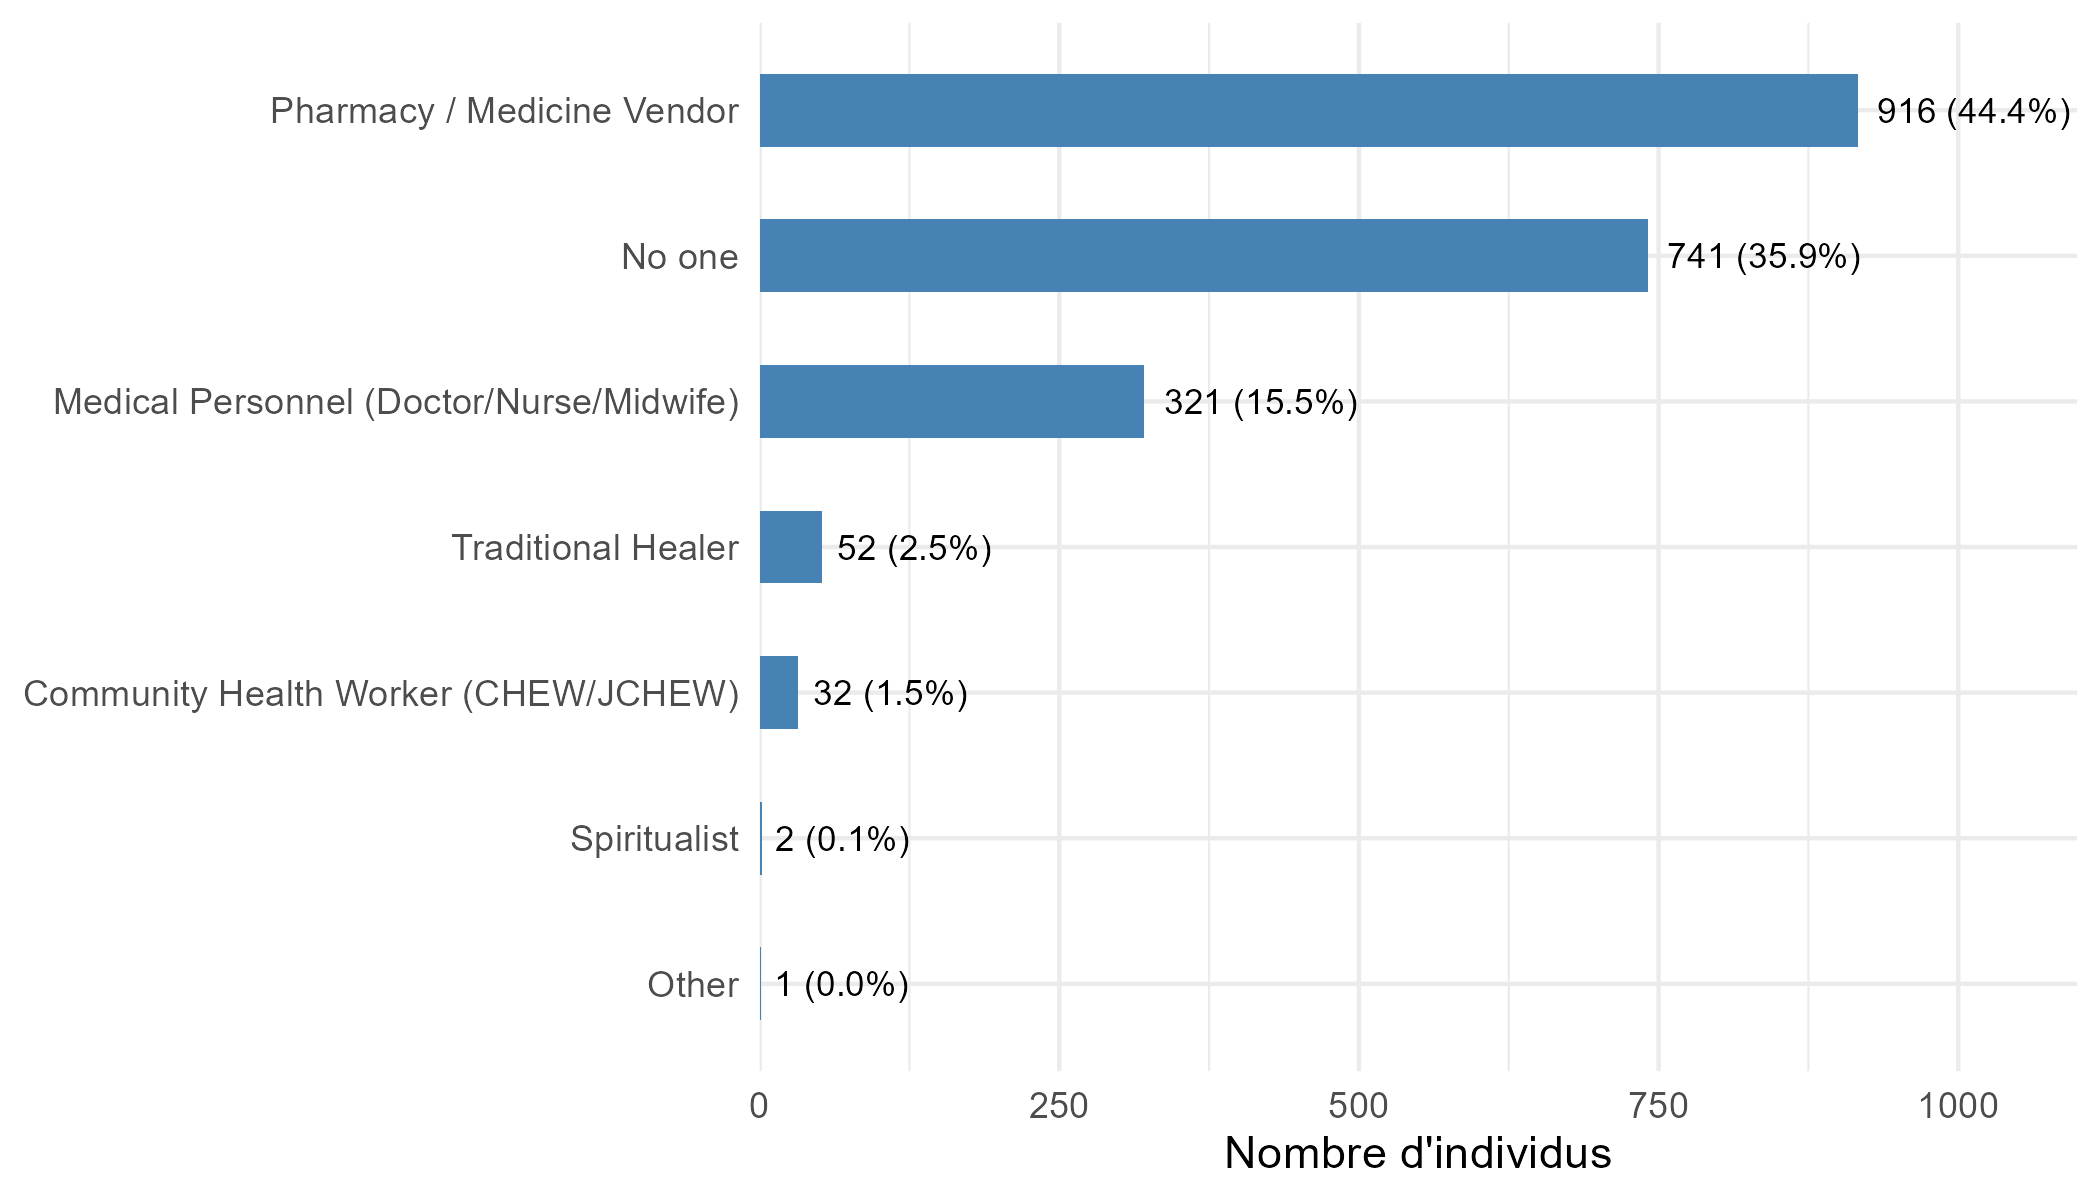 Pharmacy / Medicine Vendor 916 (44.4%)
No one 741 (35.9%)
Medical Personnel (Doctor/Nurse/Midwife) 321 (15.5%)
Traditional Healer 52 (2.5%)
Community Health Worker (CHEW/JCHEW) 32 (1.5%)
Spiritualist 2 (0.1%)
Other 1 (0.0%)
0 250 500 750 1000
Nombre d'individus